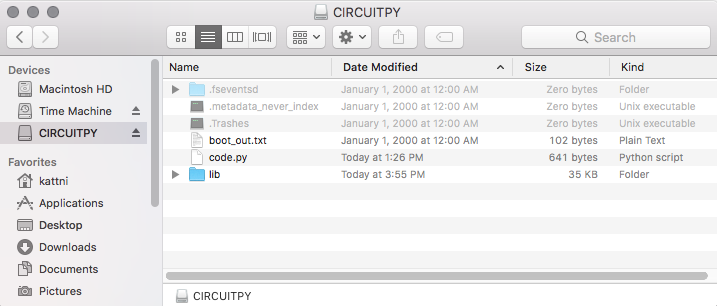 CIRCUITPY
Search
Devices
Macintosh HD
Time Machine
CIRCUITPY
Favorites
kattni
Applications
Desktop
Downloads
Documents
Pictures
Name Date Modified Size Kind
.fseventsd January 1, 2000 at 12:00 AM Zero bytes Folder
.metadata_never_index January 1, 2000 at 12:00 AM Zero bytes Unix executable
.Trashes January 1, 2000 at 12:00 AM Zero bytes Unix executable
boot_out.txt January 1, 2000 at 12:00 AM 102 bytes Plain Text
code.py Today at 1:26 PM 641 bytes Python script
lib Today at 3:55 PM 35 KB Folder
CIRCUITPY